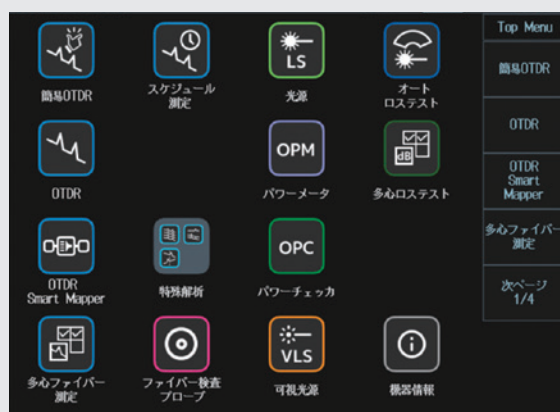 Top Menu
LS
簡易OTDR
スケジュール
測定
光源
オート
ロステスト
簡易OTDR
OPM
dB
OTDR
パワーメータ
多心ロステスト
OTDR
OPC
OTDR
Smart Mapper
特殊解析
パワーチェッカ
OTDR
Smart
Mapper
VLS
多心ファイバー
測定
ファイバー検査
プローブ
可視光源
機器情報
多心ファイバー
測定
次ページ
1/4